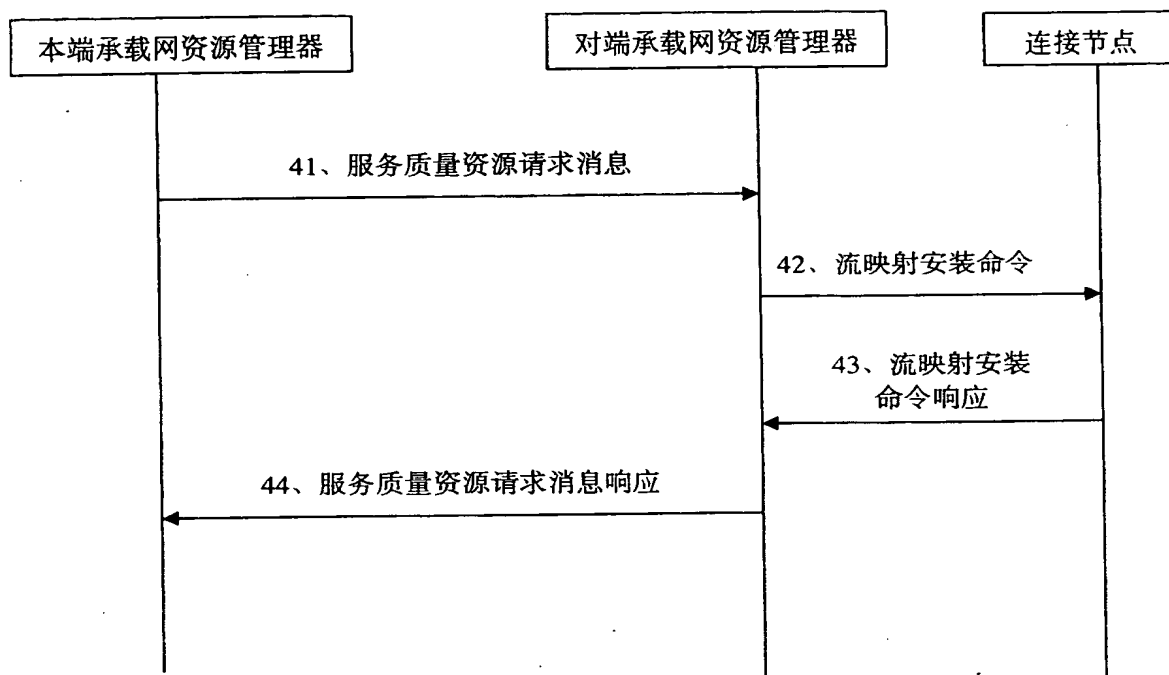 本端承载网资源管理器
对端承载网资源管理器
连接节点
41、服务质量资源请求消息
42、流映射安装命令
43、流映射安装
命令响应
44、服务质量资源请求消息响应